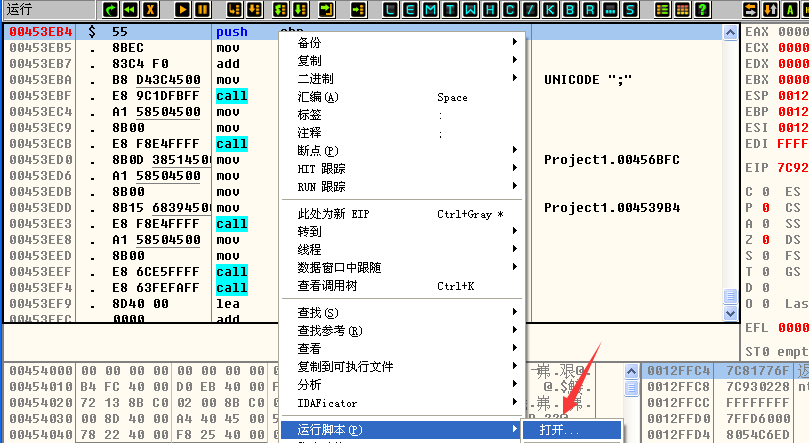 运行
L E M T W H C / K B R ... S
00453EB4 $ 55 push ebp
00453EB5 . 8BEC mov
00453EB7 . 83C4 F0 add
00453EBA . B8 D43C4500 mov UNICODE ";"
00453EBF . E8 9C1DFBFF call
00453EC4 . A1 58504500 mov
00453EC9 . 8B00 mov
00453ECB . E8 F8E4FFFF call
00453ED0 . 8B0D 38514500 mov Project1.00456BFC
00453ED6 . A1 58504500 mov
00453EDB . 8B00 mov
00453EDD . 8B15 68394500 mov Project1.004539B4
00453EE3 . E8 F8E4FFFF call
00453EE8 . A1 58504500 mov
00453EED . 8B00 mov
00453EEF . E8 6CE5FFFF call
00453EF4 . E8 63FEFAFF call
00453EF9 . 8D40 00 lea
00453EFC . 0000 add
备份
复制
二进制
汇编(A) Space
标签 :
注释 ;
断点(P)
HIT 跟踪
RUN 跟踪
此处为新 EIP Ctrl+Gray *
转到
线程
数据窗口中跟随
查看调用树 Ctrl+K
查找(S)
查找参考(R)
查看
复制到可执行文件
分析
IDAFicator
运行脚本(P)
打开...
EAX 0000
ECX 0000
EDX 0000
EBX 0000
ESP 0012
EBP 0012
ESI 0012
EDI FFFF
EIP 7C92
C 0 ES
P 0 CS
A 0 SS
Z 0 DS
S 0 FS
T 0 GS
D 0
O 0 Las
EFL 0000
ST0 empt
00454000 00 00 00 00 00 00 00 00
00454010 B4 FC 40 00 D0 EB 40 00
00454020 72 13 8B C0 02 00 8B C0
00454030 00 8D 40 00 A4 40 45 00
00454040 78 22 40 00 F8 25 40 00
0012FFC4 7C81776F 返
0012FFC8 7C930228 nt
0012FFCC FFFFFFFF
0012FFD0 7FFD6000
0012FFD4 8054C6ED